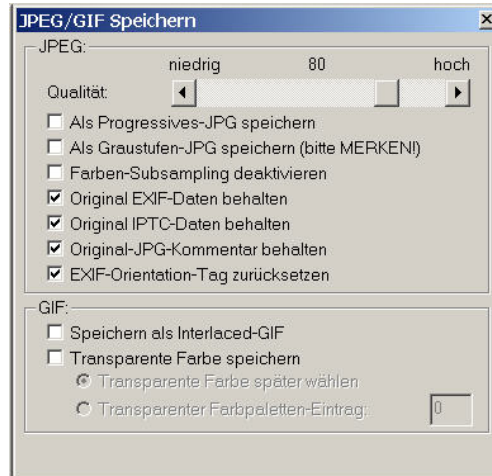 JPEG/GIF Speichern
JPEG:
niedrig 80 hoch
Qualität:
Als Progressives-JPG speichern
Als Graustufen-JPG speichern (bitte MERKEN!)
Farben-Subsampling deaktivieren
Original EXIF-Daten behalten
Original IPTC-Daten behalten
Original-JPG-Kommentar behalten
EXIF-Orientation-Tag zurücksetzen
GIF:
Speichern als Interlaced-GIF
Transparente Farbe speichern
Transparente Farbe später wählen
Transparenter Farbpaletten-Eintrag: 0